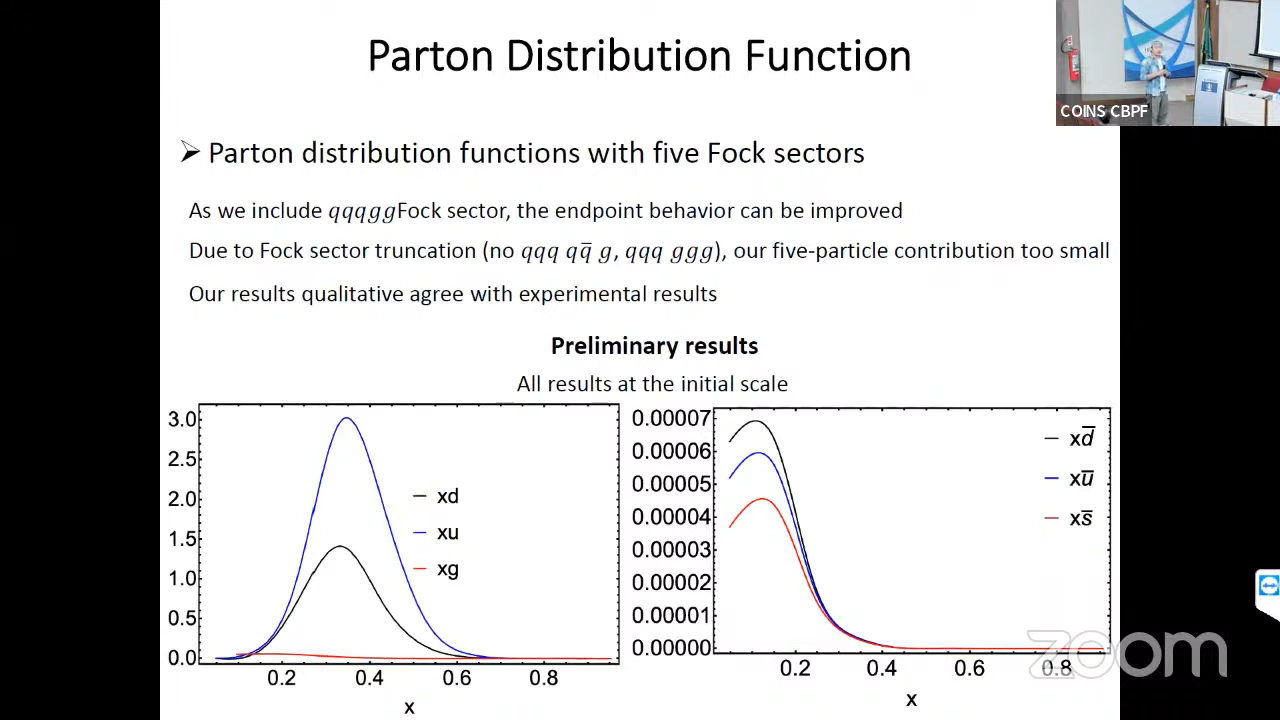 Parton Distribution Function
COINS CBPF
➢ Parton distribution functions with five Fock sectors
As we include qqqggFock sector, the endpoint behavior can be improved
Due to Fock sector truncation (no qqq qq̅ g, qqq ggg), our five-particle contribution too small
Our results qualitative agree with experimental results
Preliminary results
All results at the initial scale
3.0
2.5
2.0
1.5
1.0
0.5
0.0
xd
xu
xg
0.2 0.4 0.6 0.8
x
0.00007
0.00006
0.00005
0.00004
0.00003
0.00002
0.00001
0.00000
xd̅
xu̅
xs̅
0.2 0.4 0.6 0.8
x
zoom